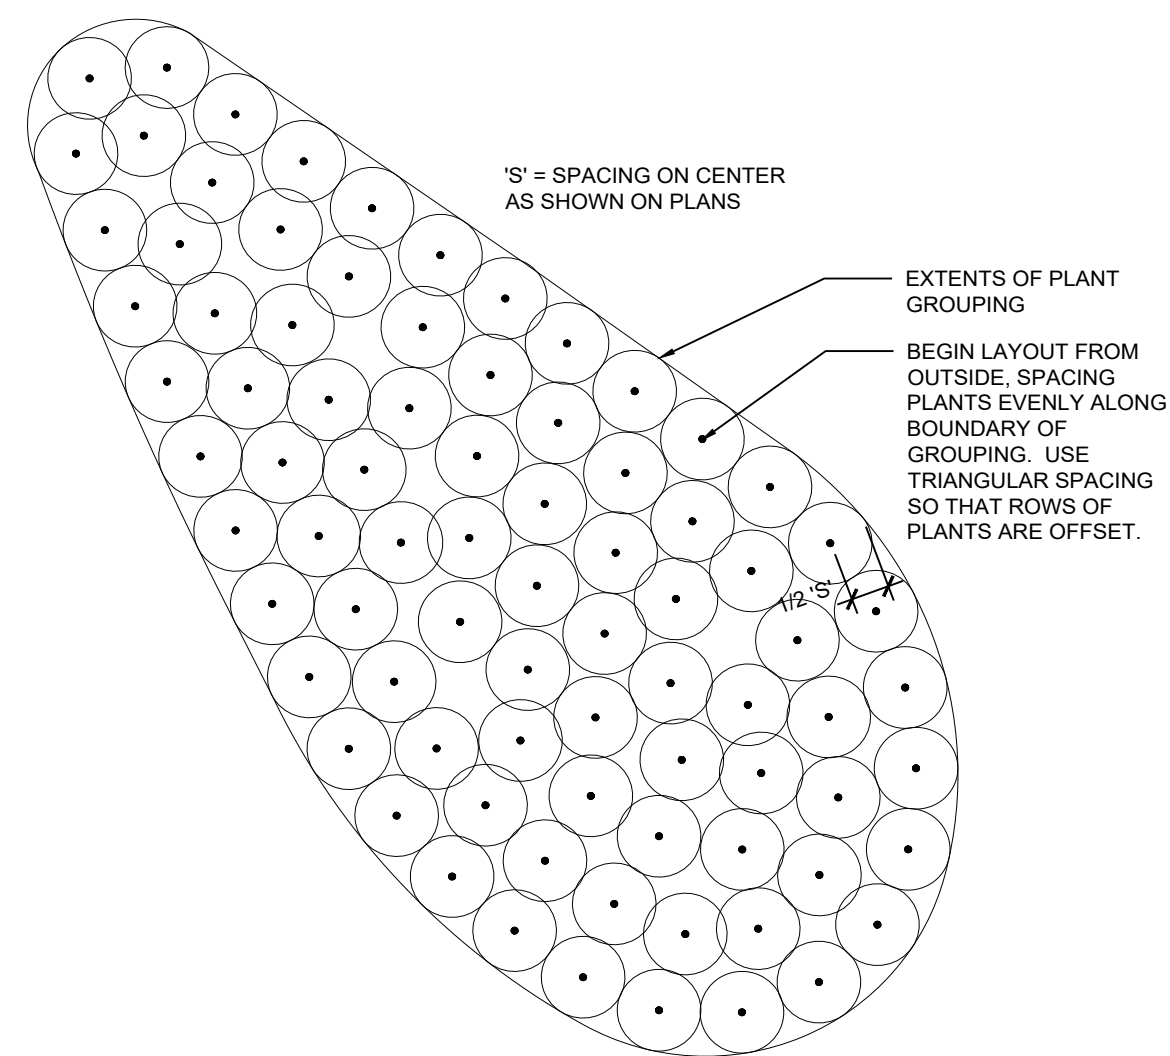 'S' = SPACING ON CENTER
AS SHOWN ON PLANS
EXTENTS OF PLANT
GROUPING
BEGIN LAYOUT FROM
OUTSIDE, SPACING
PLANTS EVENLY ALONG
BOUNDARY OF
GROUPING. USE
TRIANGULAR SPACING
SO THAT ROWS OF
PLANTS ARE OFFSET.
1/2 'S'